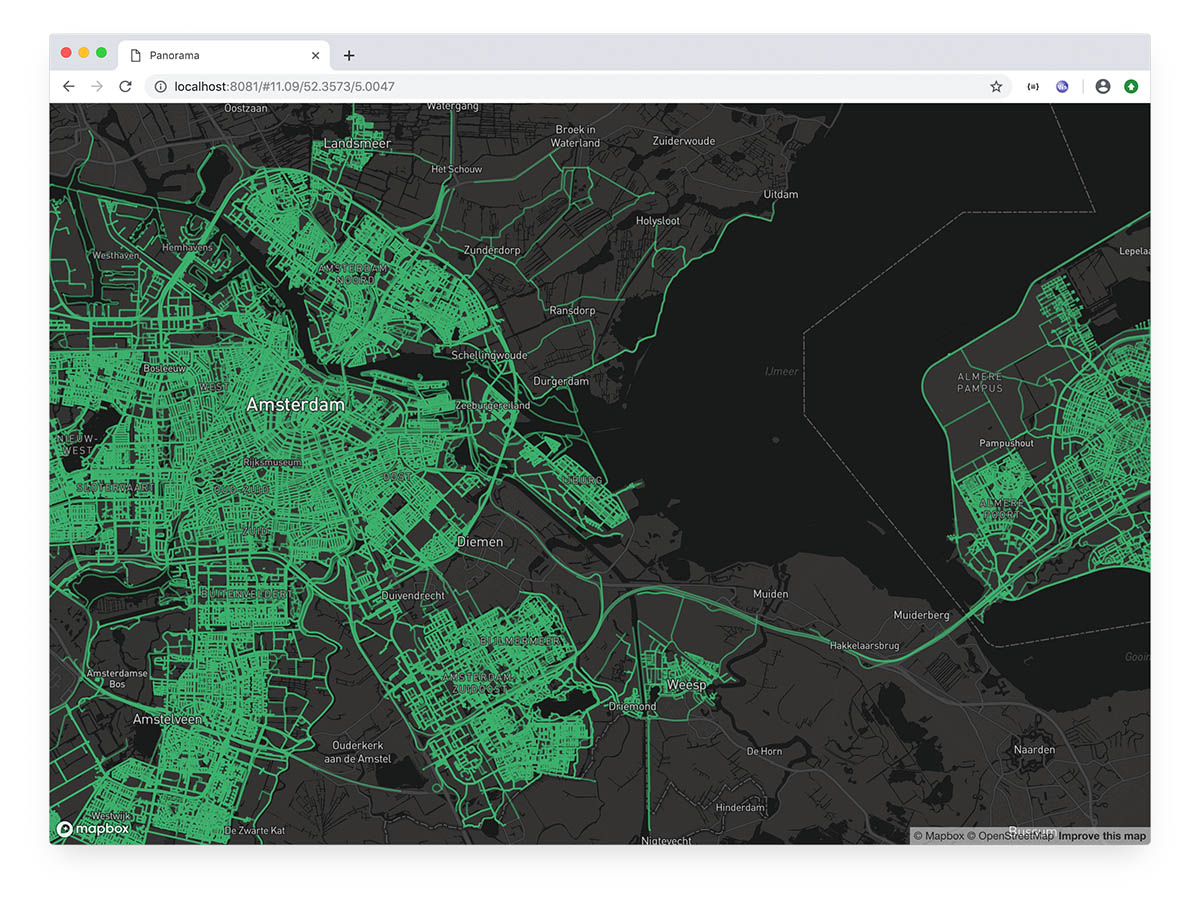 Panorama
localhost:8081/#11.09/52.3573/5.0047
Oostzaan
Watergang
Landsmeer
Broek in
Waterland
Zuiderwoude
Het Schouw
Uitdam
Holysloot
Hemhavens
Westhaven
Zunderdorp
Lepelaa
AMSTERDAM
NOORD
Ransdorp
Schellingwoude
Bosleeuw
IJmeer
Durgerdam
ALMERE
PAMPUS
WEST
Amsterdam
Zeeburgereiland
NIEUW-
WEST
Pampushout
Rijksmuseum
OOST
IJBURG
SLOTERVAART
OUD-ZUID
ALMERE
POORT
ZUID
Diemen
BUITENVELDERT
Duivendrecht
Muiden
Muiderberg
BIJLMERMEER
Hakkelaarsbrug
Gooim
Amsterdamse
Bos
AMSTERDAM-
ZUIDOOST
Weesp
Driemond
Amstelveen
Ouderkerk
aan de Amstel
De Horn
Naarden
Hinderdam
Westwijk
mapbox
De Zwarte Kat
Nigtevecht
Bussum
© Mapbox © OpenStreetMap Improve this map